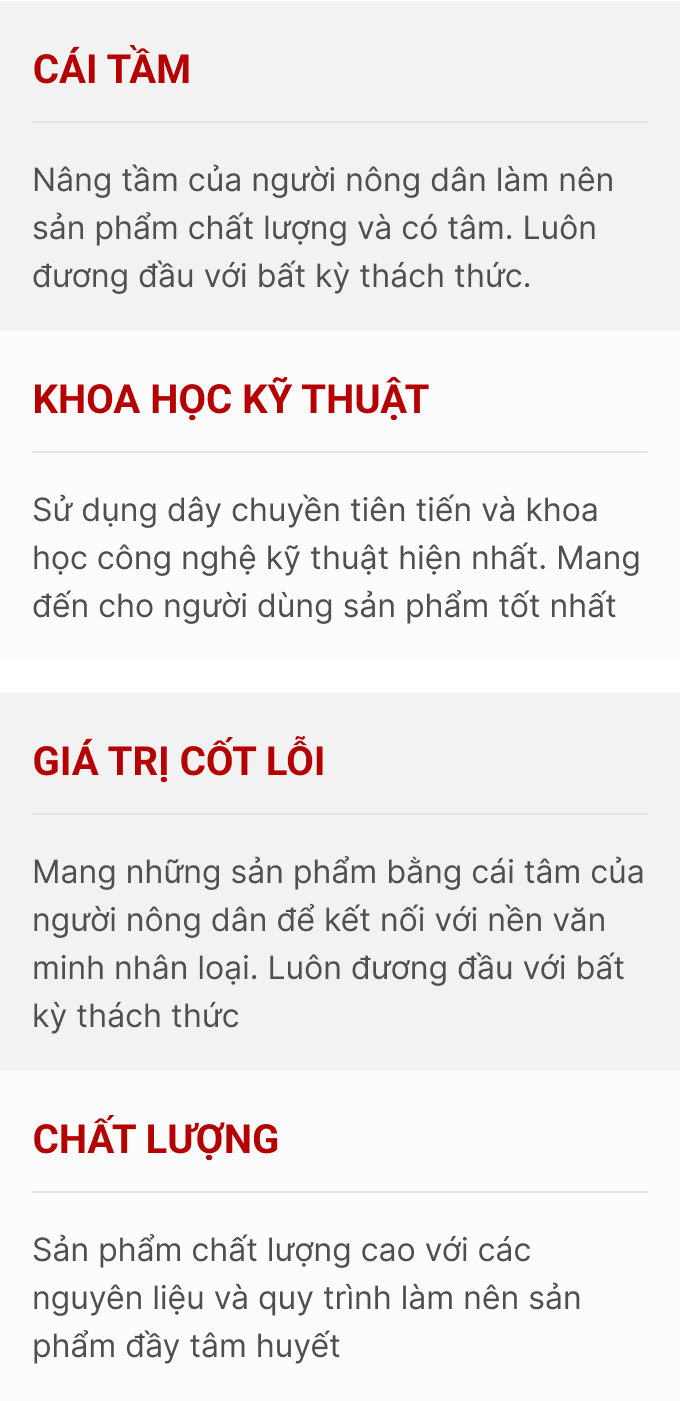 CÁI TẦM
Nâng tầm của người nông dân làm nên
sản phẩm chất lượng và có tâm. Luôn
đương đầu với bất kỳ thách thức.
KHOA HỌC KỸ THUẬT
Sử dụng dây chuyền tiên tiến và khoa
học công nghệ kỹ thuật hiện nhất. Mang
đến cho người dùng sản phẩm tốt nhất
GIÁ TRỊ CỐT LỖI
Mang những sản phẩm bằng cái tâm của
người nông dân để kết nối với nền văn
minh nhân loại. Luôn đương đầu với bất
kỳ thách thức
CHẤT LƯỢNG
Sản phẩm chất lượng cao với các
nguyên liệu và quy trình làm nên sản
phẩm đầy tâm huyết